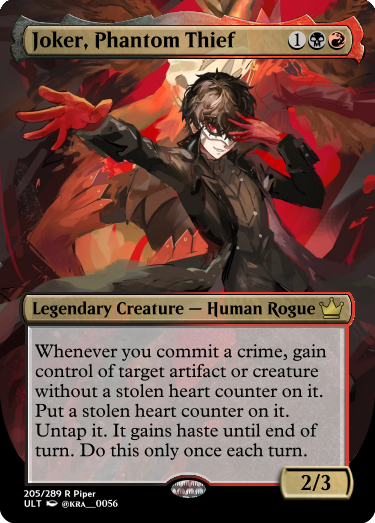 Joker, Phantom Thief 1
Legendary Creature — Human Rogue
Whenever you commit a crime, gain
control of target artifact or creature
without a stolen heart counter on it.
Put a stolen heart counter on it.
Untap it. It gains haste until end of
turn. Do this only once each turn.
2/3
205/289 R Piper
ULT @KRA__0056